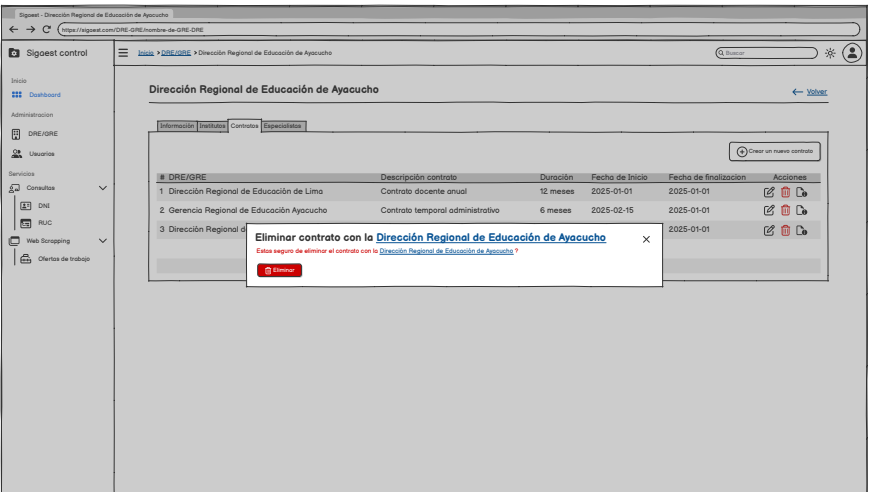 Sigaest - Dirección Regional de Educación de Ayacucho
https://sigaest.com/DRE-GRE/nombre-de-GRE-DRE
Sigaest control
Inicio > DRE/GRE > Dirección Regional de Educación de Ayacucho
Buscar
Inicio
Dashboard
Administracion
DRE/GRE
Usuarios
Servicios
Consultas
DNI
RUC
Web Scrapping
Ofertas de trabajo
Dirección Regional de Educación de Ayacucho
Volver
Información Institutos Contratos Especialistas
Crear un nuevo contrato
# DRE/GRE Descripción contrato Duración Fecha de Inicio Fecha de finalizacion Acciones
1 Dirección Regional de Educación de Lima Contrato docente anual 12 meses 2025-01-01 2025-01-01
2 Gerencia Regional de Educación Ayacucho Contrato temporal administrativo 6 meses 2025-02-15 2025-01-01
3 Dirección Regional d 2025-01-01
Eliminar contrato con la Dirección Regional de Educación de Ayacucho
Estas seguro de eliminar el contrato con la Dirección Regional de Educación de Ayacucho ?
Eliminar